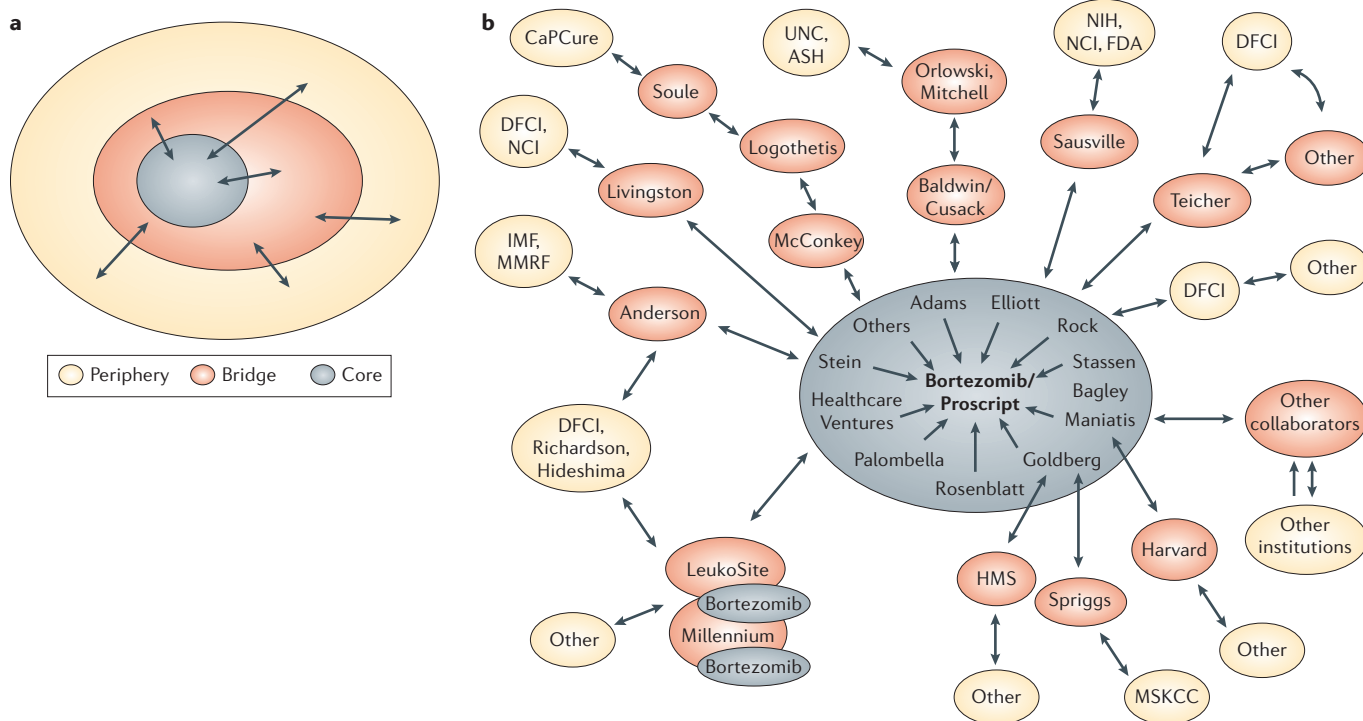 a
Periphery
Bridge
Core
b
CaPCure
Soule
Logothetis
McConkey
UNC,
ASH
Orlowski,
Mitchell
Baldwin/
Cusack
NIH,
NCI, FDA
Sausville
DFCI
Other
Teicher
DFCI,
NCI
Livingston
IMF,
MMRF
Anderson
DFCI
Other
DFCI,
Richardson,
Hideshima
Adams
Elliott
Others
Rock
Stein
Stassen
Bortezomib/
Proscript
Bagley
Healthcare
Ventures
Maniatis
Palombella
Goldberg
Rosenblatt
Other
collaborators
Other
institutions
LeukoSite
Bortezomib
Millennium
Bortezomib
Other
HMS
Other
Spriggs
MSKCC
Harvard
Other